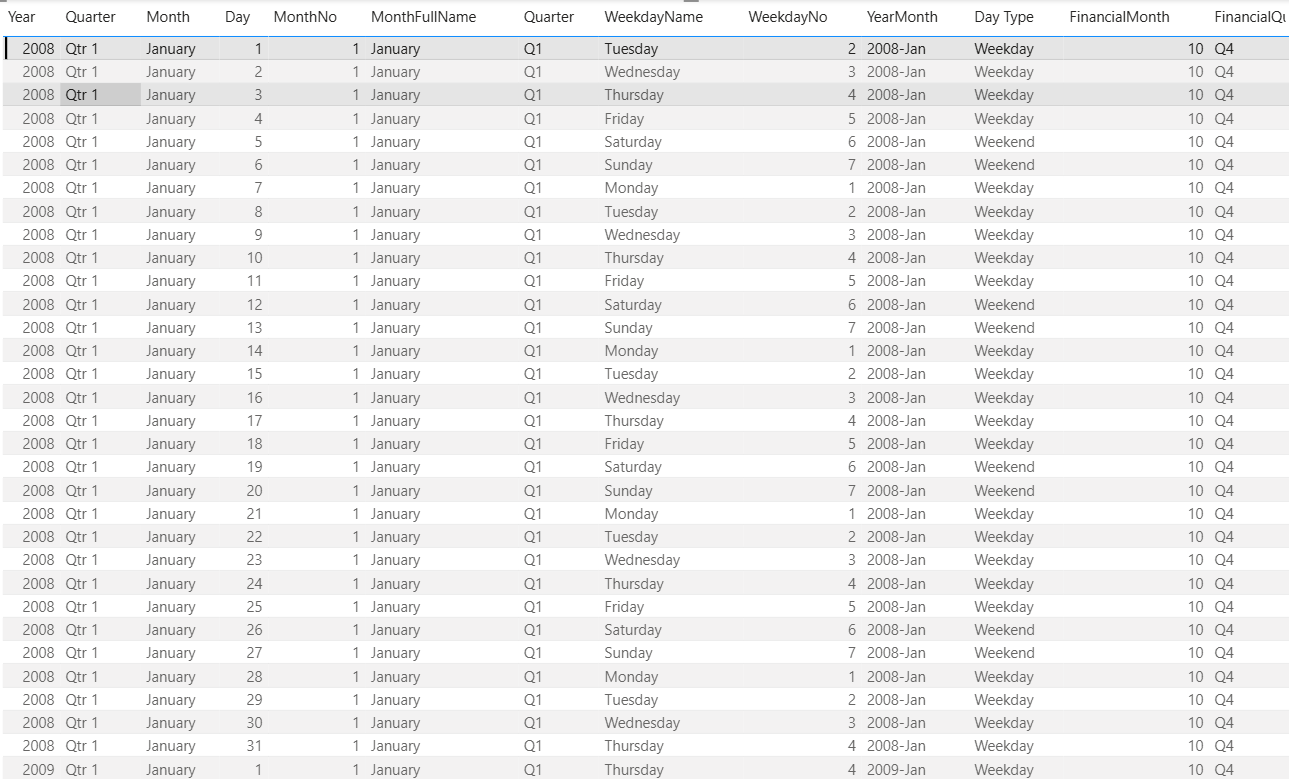 Year Quarter Month Day MonthNo MonthFullName Quarter WeekdayName WeekdayNo YearMonth Day Type FinancialMonth FinancialQu
2008 Qtr 1 January 1 1 January Q1 Tuesday 2 2008-Jan Weekday 10 Q4
2008 Qtr 1 January 2 1 January Q1 Wednesday 3 2008-Jan Weekday 10 Q4
2008 Qtr 1 January 3 1 January Q1 Thursday 4 2008-Jan Weekday 10 Q4
2008 Qtr 1 January 4 1 January Q1 Friday 5 2008-Jan Weekday 10 Q4
2008 Qtr 1 January 5 1 January Q1 Saturday 6 2008-Jan Weekend 10 Q4
2008 Qtr 1 January 6 1 January Q1 Sunday 7 2008-Jan Weekend 10 Q4
2008 Qtr 1 January 7 1 January Q1 Monday 1 2008-Jan Weekday 10 Q4
2008 Qtr 1 January 8 1 January Q1 Tuesday 2 2008-Jan Weekday 10 Q4
2008 Qtr 1 January 9 1 January Q1 Wednesday 3 2008-Jan Weekday 10 Q4
2008 Qtr 1 January 10 1 January Q1 Thursday 4 2008-Jan Weekday 10 Q4
2008 Qtr 1 January 11 1 January Q1 Friday 5 2008-Jan Weekday 10 Q4
2008 Qtr 1 January 12 1 January Q1 Saturday 6 2008-Jan Weekend 10 Q4
2008 Qtr 1 January 13 1 January Q1 Sunday 7 2008-Jan Weekend 10 Q4
2008 Qtr 1 January 14 1 January Q1 Monday 1 2008-Jan Weekday 10 Q4
2008 Qtr 1 January 15 1 January Q1 Tuesday 2 2008-Jan Weekday 10 Q4
2008 Qtr 1 January 16 1 January Q1 Wednesday 3 2008-Jan Weekday 10 Q4
2008 Qtr 1 January 17 1 January Q1 Thursday 4 2008-Jan Weekday 10 Q4
2008 Qtr 1 January 18 1 January Q1 Friday 5 2008-Jan Weekday 10 Q4
2008 Qtr 1 January 19 1 January Q1 Saturday 6 2008-Jan Weekend 10 Q4
2008 Qtr 1 January 20 1 January Q1 Sunday 7 2008-Jan Weekend 10 Q4
2008 Qtr 1 January 21 1 January Q1 Monday 1 2008-Jan Weekday 10 Q4
2008 Qtr 1 January 22 1 January Q1 Tuesday 2 2008-Jan Weekday 10 Q4
2008 Qtr 1 January 23 1 January Q1 Wednesday 3 2008-Jan Weekday 10 Q4
2008 Qtr 1 January 24 1 January Q1 Thursday 4 2008-Jan Weekday 10 Q4
2008 Qtr 1 January 25 1 January Q1 Friday 5 2008-Jan Weekday 10 Q4
2008 Qtr 1 January 26 1 January Q1 Saturday 6 2008-Jan Weekend 10 Q4
2008 Qtr 1 January 27 1 January Q1 Sunday 7 2008-Jan Weekend 10 Q4
2008 Qtr 1 January 28 1 January Q1 Monday 1 2008-Jan Weekday 10 Q4
2008 Qtr 1 January 29 1 January Q1 Tuesday 2 2008-Jan Weekday 10 Q4
2008 Qtr 1 January 30 1 January Q1 Wednesday 3 2008-Jan Weekday 10 Q4
2008 Qtr 1 January 31 1 January Q1 Thursday 4 2008-Jan Weekday 10 Q4
2009 Qtr 1 January 1 1 January Q1 Thursday 4 2009-Jan Weekday 10 Q4